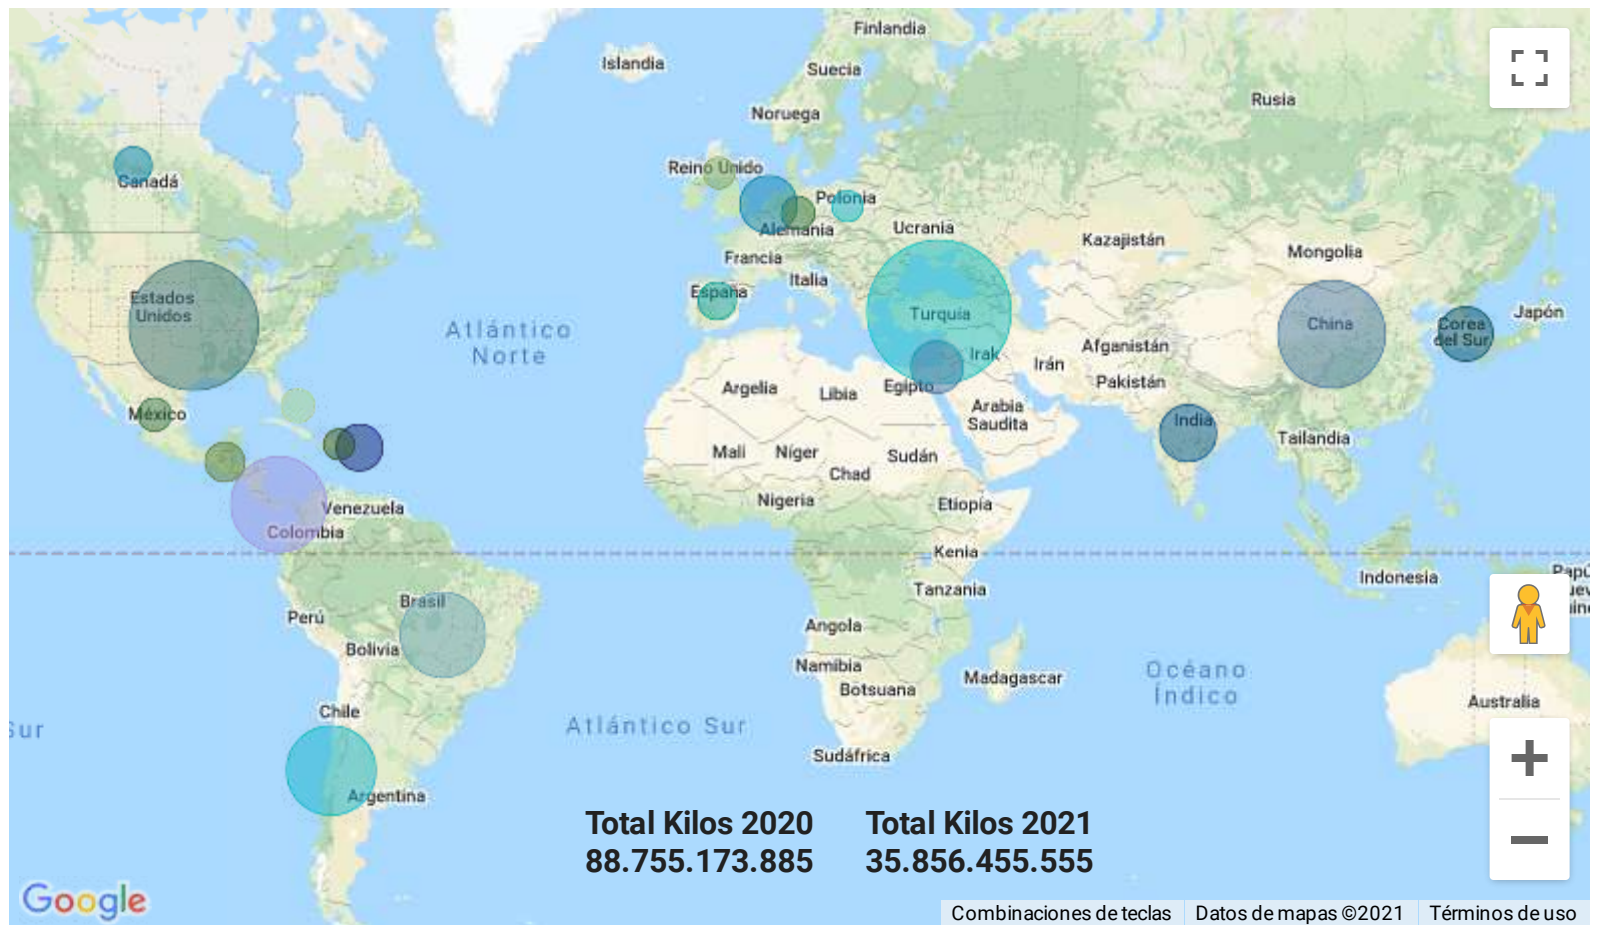 Finlandia
Islandia
Suecia
Rusia
Noruega
Reino Unido
Canadá
Polonia
Alemania
Ucrania
Kazajistán
Mongolia
Francia
Italia
España
Estados
Unidos
Atlántico
Norte
Turquía
China
Corea
del Sur
Japón
Irak
Irán
Afganistán
Pakistán
Argelia
Libia
Egipto
Arabia
Saudita
México
India
Tailandia
Malí
Níger
Sudán
Chad
Venezuela
Nigeria
Etiopía
Colombia
Kenia
Indonesia
Tanzania
Brasil
Perú
Angola
Bolivia
Namibia
Botsuana
Madagascar
Océano
Índico
Australia
Chile
Atlántico Sur
Sur
Sudáfrica
Argentina
Total Kilos 2020
88.755.173.885
Total Kilos 2021
35.856.455.555
Google
Combinaciones de teclas
Datos de mapas ©2021
Términos de uso